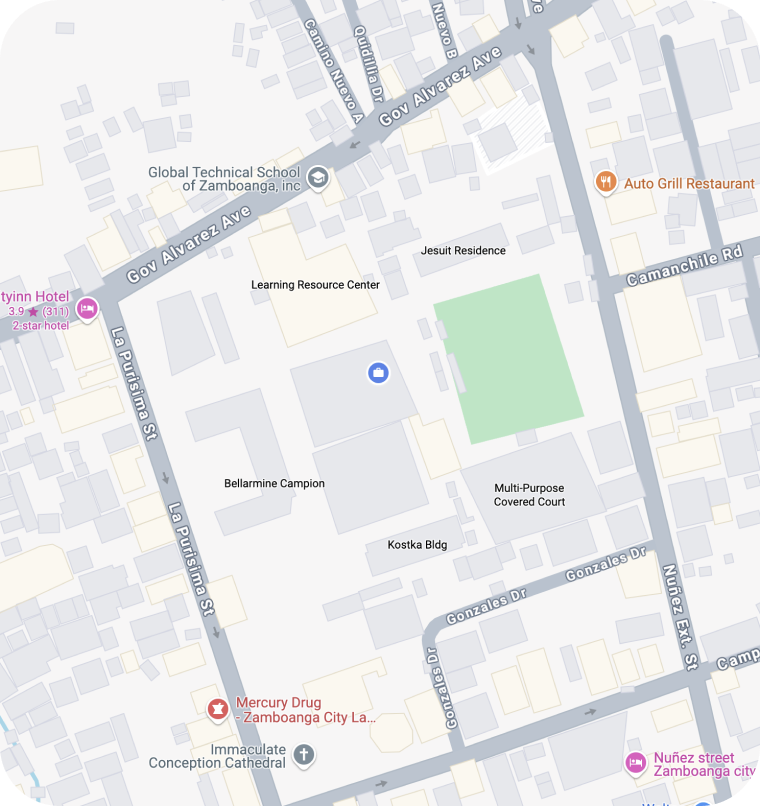 Camino Nuevo A
Quidillia Dr
Nuevo B
Gov Alvarez Ave
Global Technical School
of Zamboanga, inc
Auto Grill Restaurant
Gov Alvarez Ave
Jesuit Residence
Camanchile Rd
Learning Resource Center
tyinn Hotel
3.9 ★ (311)
2-star hotel
La Purisima St
Bellarmine Campion
Multi-Purpose
Covered Court
La Purisima St
Kostka Bldg
Gonzales Dr
Gonzales Dr
Nuñez Ext. St
Gonzales Dr
Camp
Mercury Drug
- Zamboanga City La...
Immaculate
Conception Cathedral
Nuñez street
Zamboanga city